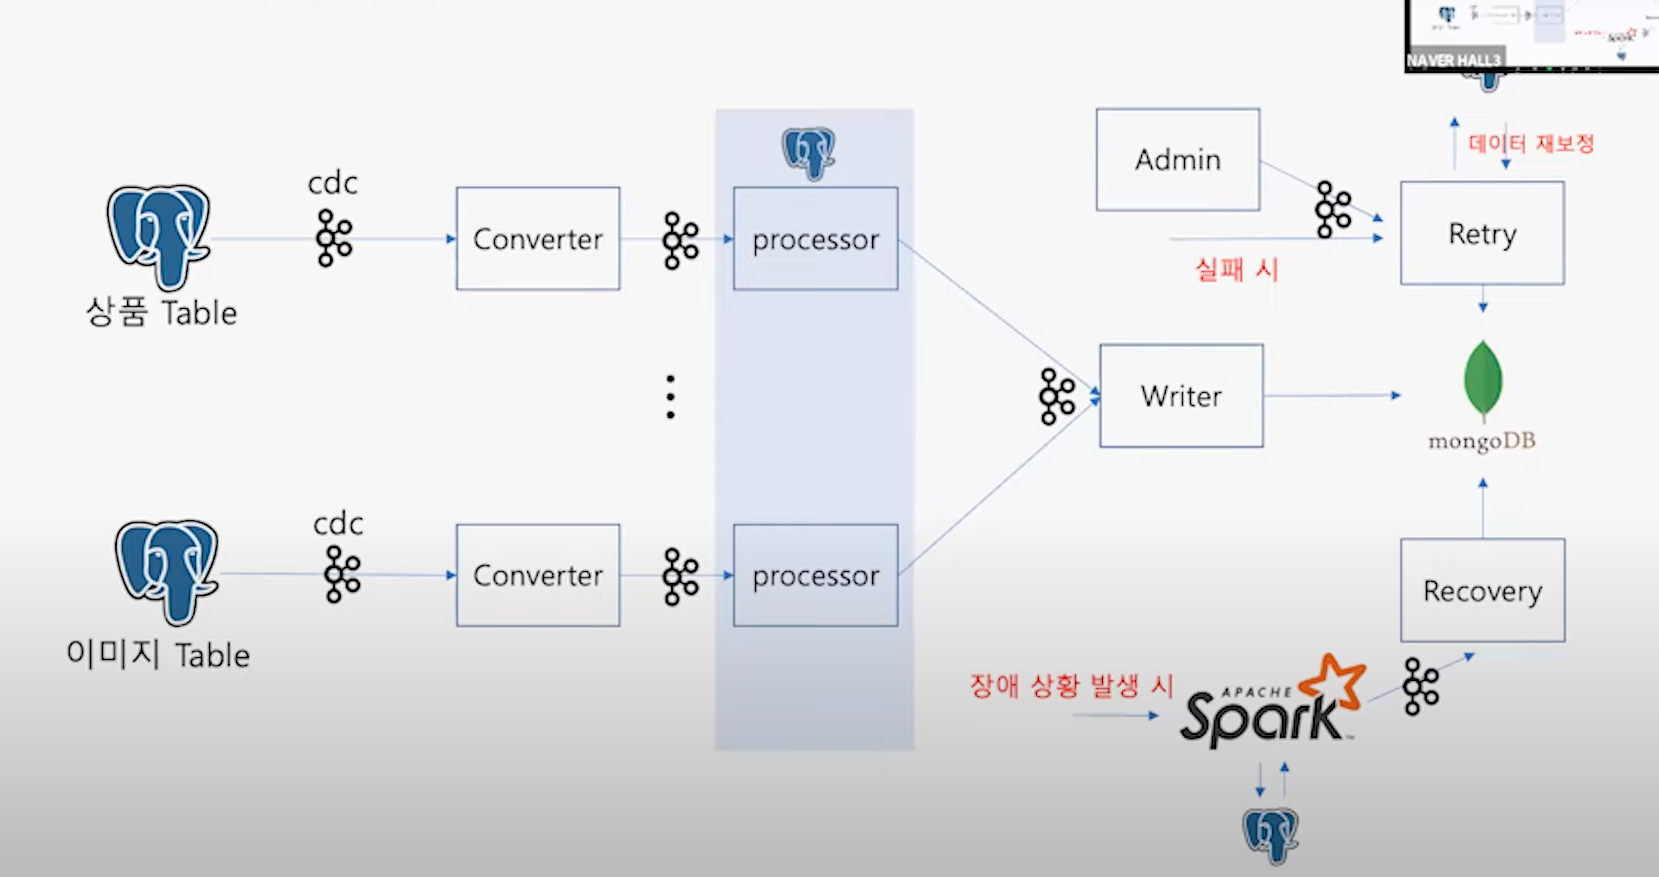 NAVER HALL3
cdc
상품 Table
Converter
processor
Admin
데이터 재보정
Retry
실패 시
Writer
mongoDB
cdc
이미지 Table
Converter
processor
Recovery
장애 상황 발생 시
APACHE
Spark™